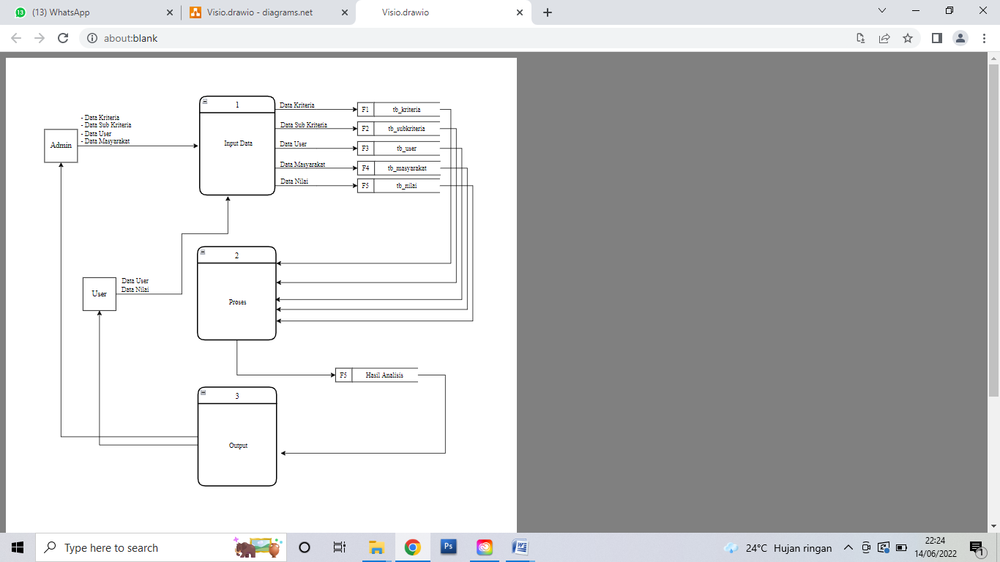 13
(13) WhatsApp
Visio.drawio - diagrams.net
Visio.drawio
about:blank
1
Input Data
- Data Kriteria
- Data Sub Kriteria
- Data User
- Data Masyarakat
Admin
Data Kriteria
F1
tb_kriteria
Data Sub Kriteria
F2
tb_subkriteria
Data User
F3
tb_user
Data Masyarakat
F4
tb_masyarakat
Data Nilai
F5
tb_nilai
2
Proses
User
Data User
Data Nilai
F5
Hasil Analisis
3
Output
Type here to search
Ps
W
24°C Hujan ringan
22:24
14/06/2022
1